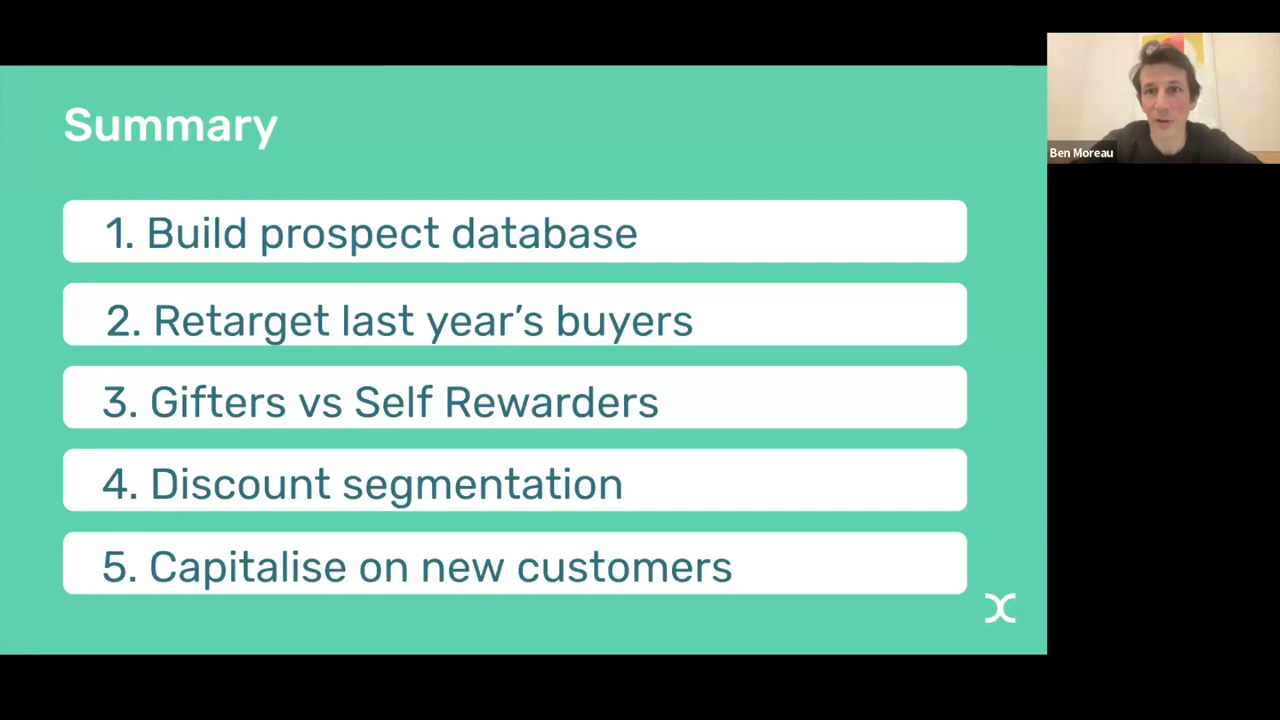 Summary
1. Build prospect database
2. Retarget last year’s buyers
3. Gifters vs Self Rewarders
4. Discount segmentation
5. Capitalise on new customers
Ben Moreau